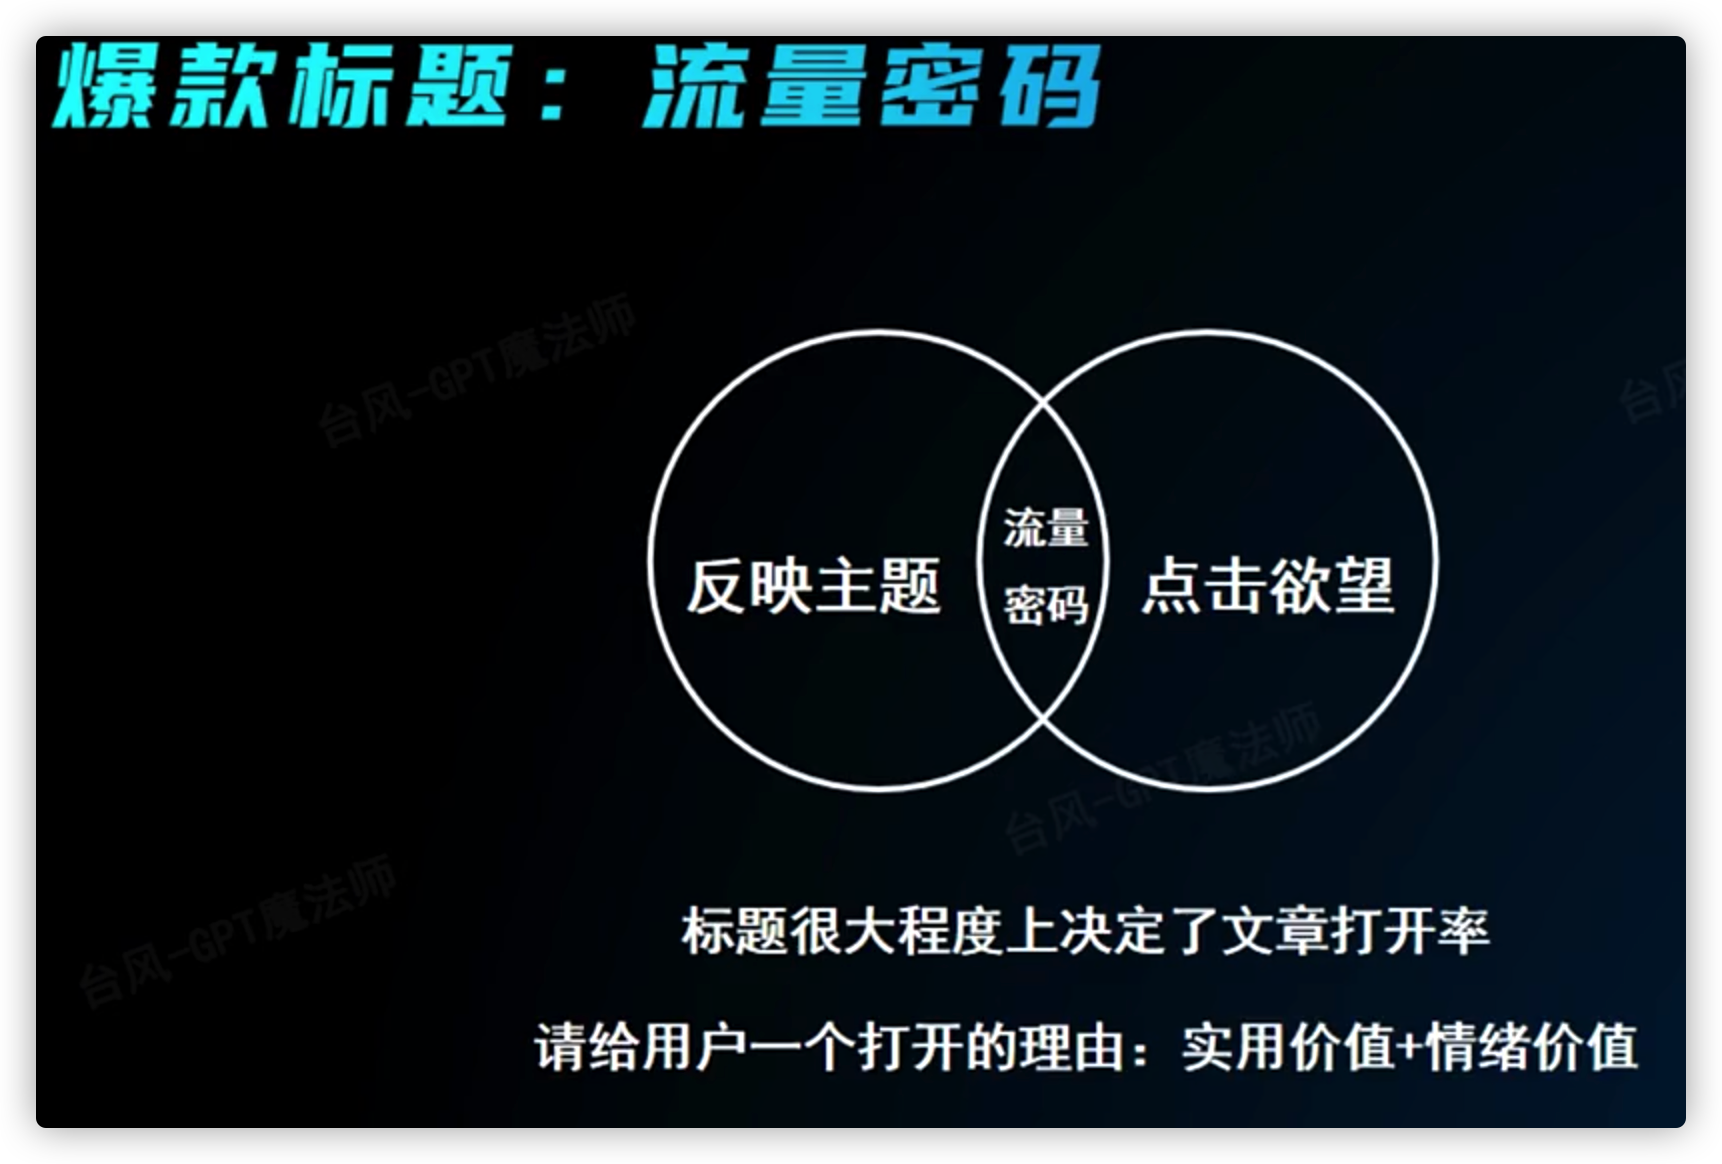 爆款标题：流量密码
台风-GPT魔法师
台风
反映主题
流量
密码
点击欲望
台风-GPT魔法师
台风-GPT魔法师
标题很大程度上决定了文章打开率
请给用户一个打开的理由：实用价值+情绪价值